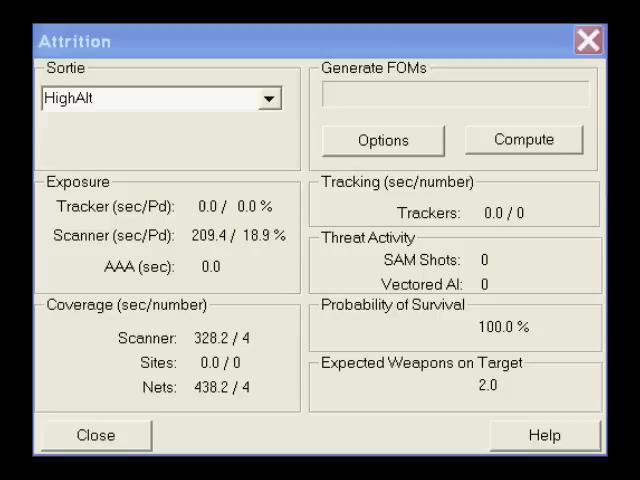 Attrition
Sortie
HighAlt
Generate FOMs
Options
Compute
Exposure
Tracker (sec/Pd): 0.0 / 0.0 %
Scanner (sec/Pd): 209.4 / 18.9 %
AAA (sec): 0.0
Tracking (sec/number)
Trackers: 0.0 / 0
Threat Activity
SAM Shots: 0
Vectored AI: 0
Coverage (sec/number)
Scanner: 328.2 / 4
Sites: 0.0 / 0
Nets: 438.2 / 4
Probability of Survival
100.0 %
Expected Weapons on Target
2.0
Close
Help